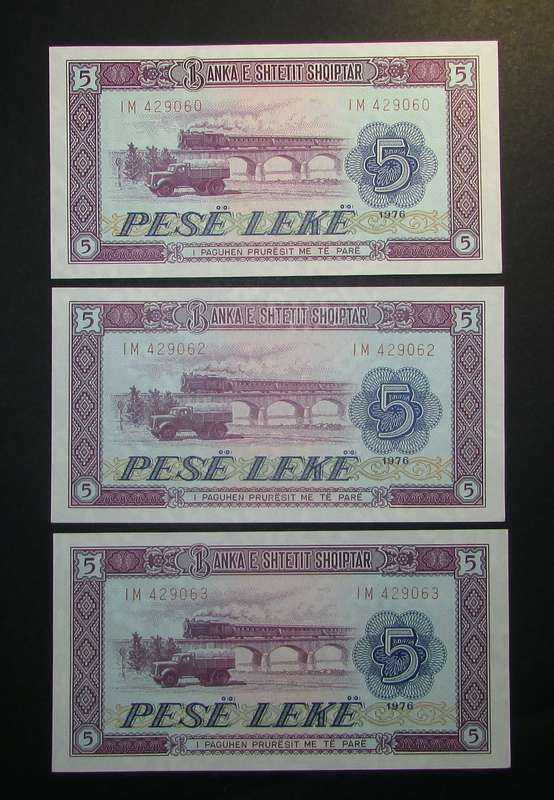 5 BANKA E SHTETIT SHQIPTAR 5
IM 429060 IM 429060
5
PESË LEKË 1976
5 I PAGUHEN PRURËSIT ME TË PARË 5
5 BANKA E SHTETIT SHQIPTAR 5
IM 429062 IM 429062
5
PESË LEKË 1976
5 I PAGUHEN PRURËSIT ME TË PARË 5
5 BANKA E SHTETIT SHQIPTAR 5
IM 429063 IM 429063
5
PESË LEKË 1976
5 I PAGUHEN PRURËSIT ME TË PARË 5